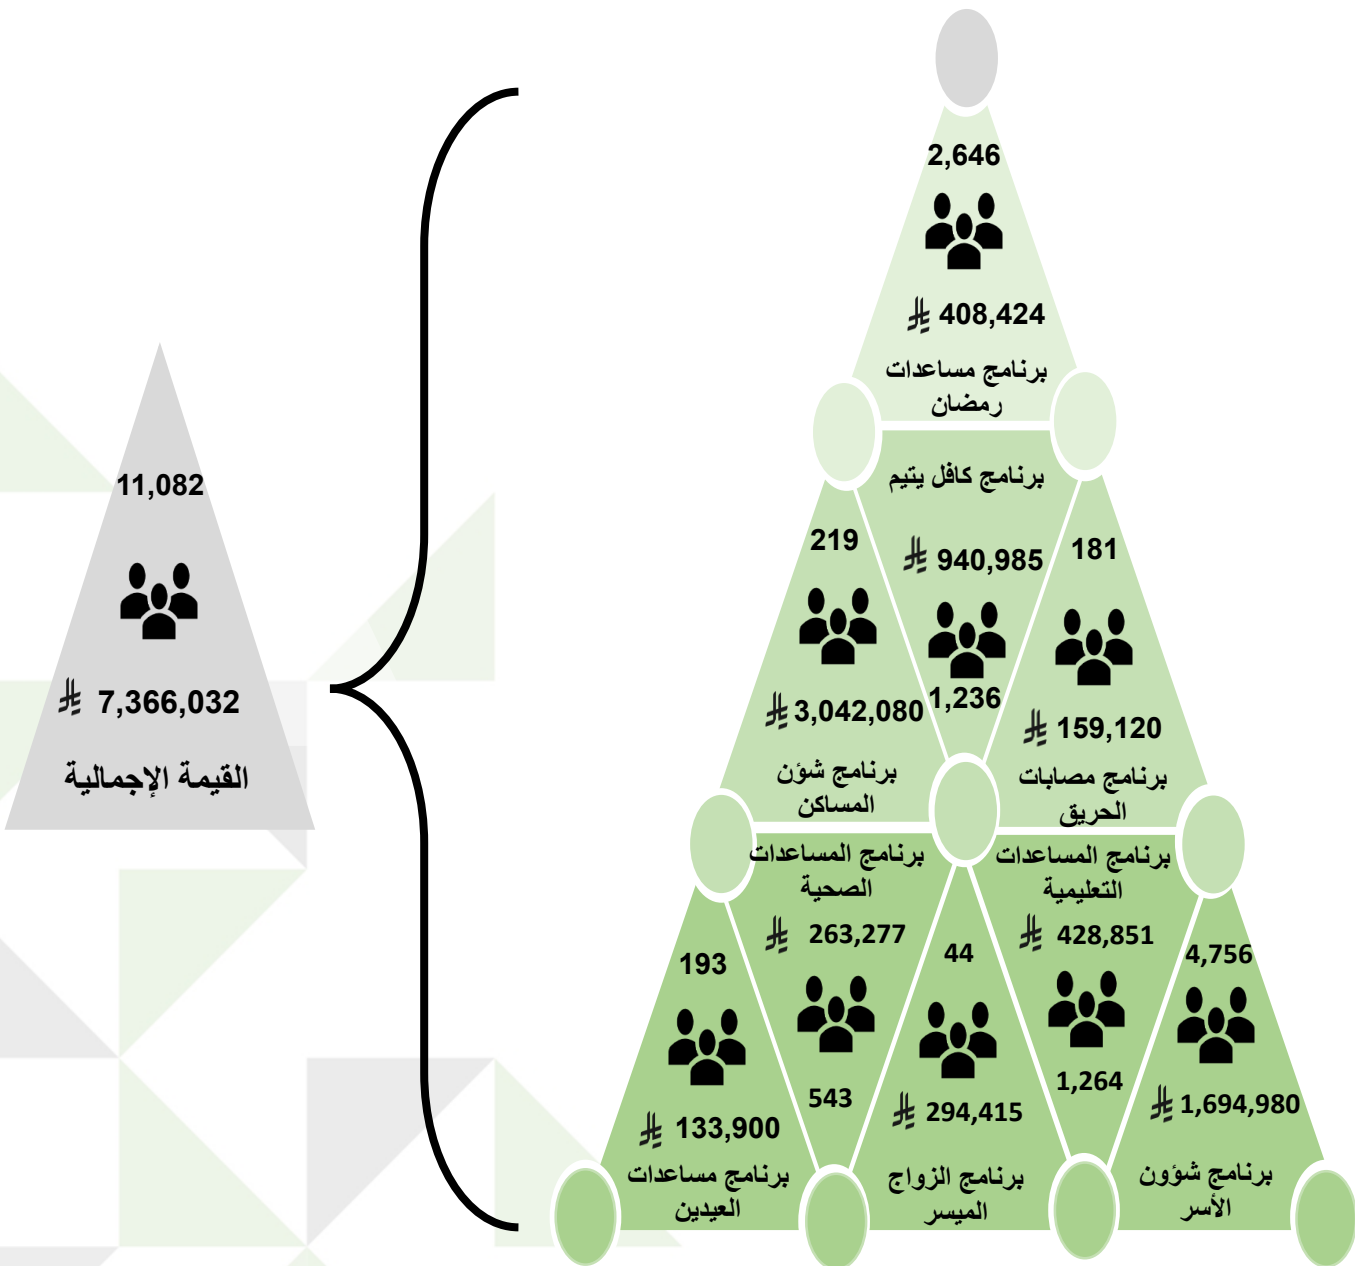 2,646
408,424
برنامج مساعدات
رمضان
برنامج كافل يتيم
940,985
1,236
219
3,042,080
برنامج شؤن
المساكن
181
159,120
برنامج مصابات
الحريق
برنامج المساعدات
الصحية
263,277
543
برنامج المساعدات
التعليمية
428,851
1,264
193
133,900
برنامج مساعدات
العيدين
44
294,415
برنامج الزواج
الميسر
4,756
1,694,980
برنامج شؤون
الأسر
11,082
7,366,032
القيمة الإجمالية